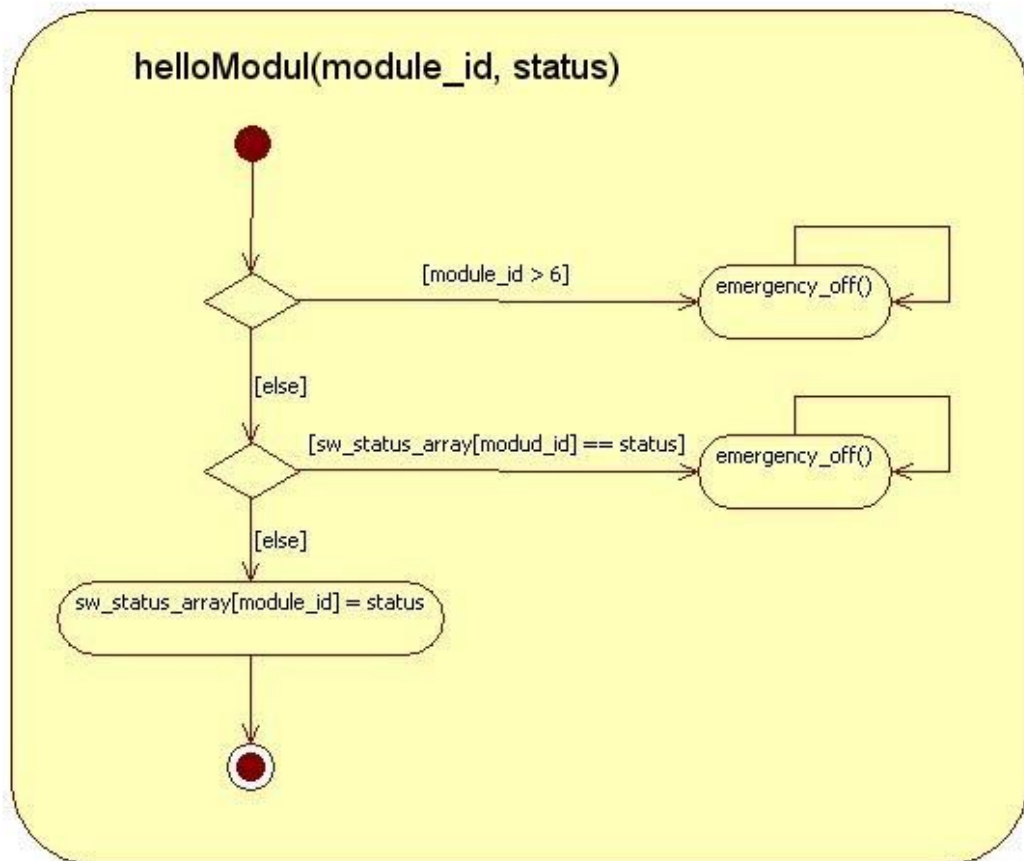 helloModul(module_id, status)
[module_id > 6]
emergency_off()
[else]
[sw_status_array[modud_id] == status]
emergency_off()
[else]
sw_status_array[module_id] = status